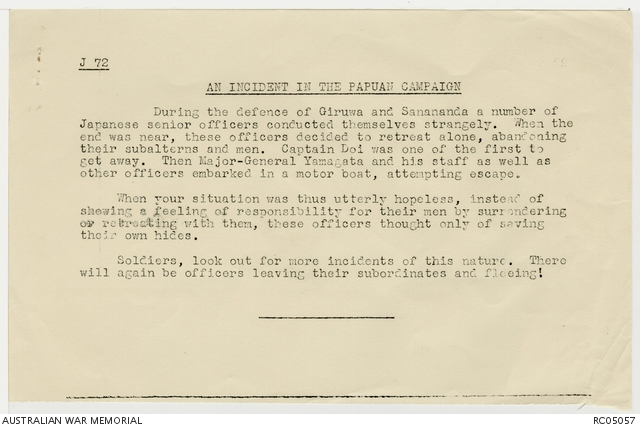 J 72
AN INCIDENT IN THE PAPUAN CAMPAIGN
During the defence of Giruwa and Sanananda a number of
Japanese senior officers conducted themselves strangely. When the
end was near, these officers decided to retreat alone, abandoning
their subalterns and men. Captain Doi was one of the first to
get away. Then Major-General Yamagata and his staff as well as
other officers embarked in a motor boat, attempting escape.
When your situation was thus utterly hopeless, instead of
shewing a feeling of responsibility for their men by surrendering
or retreating with them, these officers thought only of saving
their own hides.
Soldiers, look out for more incidents of this nature. There
will again be officers leaving their subordinates and fleeing!
AUSTRALIAN WAR MEMORIAL
RC05057